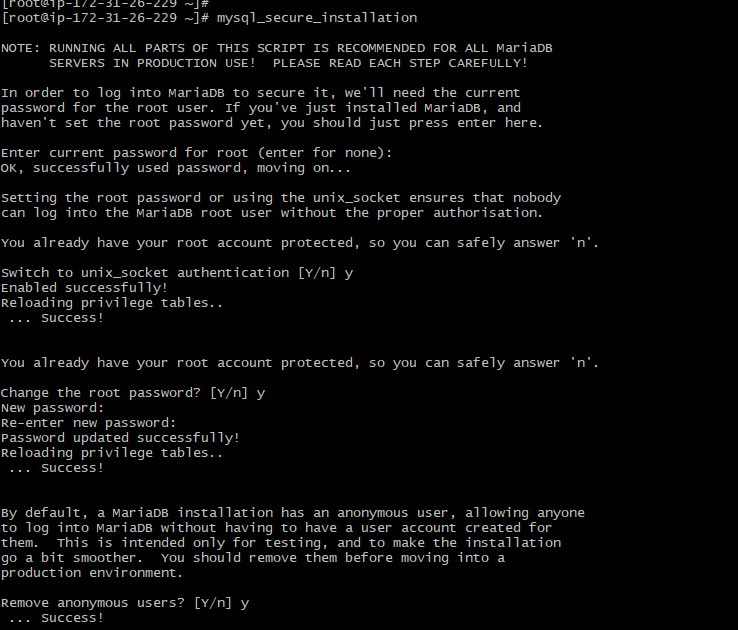 [root@ip-172-31-26-229 ~]#
[root@ip-172-31-26-229 ~]# mysql_secure_installation
NOTE: RUNNING ALL PARTS OF THIS SCRIPT IS RECOMMENDED FOR ALL MariaDB
SERVERS IN PRODUCTION USE!  PLEASE READ EACH STEP CAREFULLY!
In order to log into MariaDB to secure it, we'll need the current
password for the root user. If you've just installed MariaDB, and
haven't set the root password yet, you should just press enter here.
Enter current password for root (enter for none):
OK, successfully used password, moving on...
Setting the root password or using the unix_socket ensures that nobody
can log into the MariaDB root user without the proper authorisation.
You already have your root account protected, so you can safely answer 'n'.
Switch to unix_socket authentication [Y/n] y
Enabled successfully!
Reloading privilege tables..
... Success!
You already have your root account protected, so you can safely answer 'n'.
Change the root password? [Y/n] y
New password:
Re-enter new password:
Password updated successfully!
Reloading privilege tables..
... Success!
By default, a MariaDB installation has an anonymous user, allowing anyone
to log into MariaDB without having to have a user account created for
them.  This is intended only for testing, and to make the installation
go a bit smoother.  You should remove them before moving into a
production environment.
Remove anonymous users? [Y/n] y
... Success!